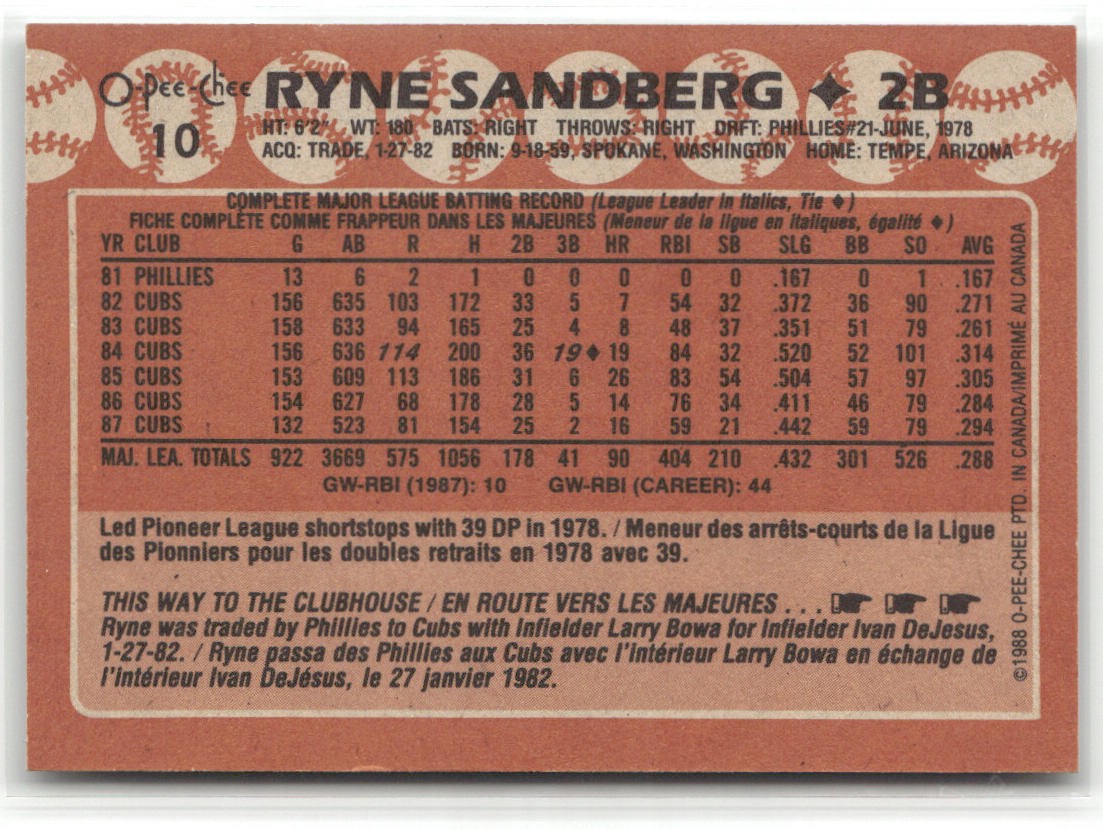 O-Pee-Chee RYNE SANDBERG ♦ 2B
10 HT: 6'2" WT: 180 BATS: RIGHT THROWS: RIGHT DRFT: PHILLIES#21-JUNE, 1978
ACQ: TRADE, 1-27-82 BORN: 9-18-59, SPOKANE, WASHINGTON HOME: TEMPE, ARIZONA
COMPLETE MAJOR LEAGUE BATTING RECORD (League Leader in Italics, Tie ♦)
FICHE COMPLÈTE COMME FRAPPEUR DANS LES MAJEURES (Meneur de la ligue en italiques, égalité ♦)
YR CLUB G AB R H 2B 3B HR RBI SB SLG BB SO AVG
81 PHILLIES 13 6 2 1 0 0 0 0 0 .167 0 1 .167
82 CUBS 156 635 103 172 33 5 7 54 32 .372 36 90 .271
83 CUBS 158 633 94 165 25 4 8 48 37 .351 51 79 .261
84 CUBS 156 636 114 200 36 19♦ 19 84 32 .520 52 101 .314
85 CUBS 153 609 113 186 31 6 26 83 54 .504 57 97 .305
86 CUBS 154 627 68 178 28 5 14 76 34 .411 46 79 .284
87 CUBS 132 523 81 154 25 2 16 59 21 .442 59 79 .294
MAJ. LEA. TOTALS 922 3669 575 1056 178 41 90 404 210 .432 301 526 .288
GW-RBI (1987): 10 GW-RBI (CAREER): 44
Led Pioneer League shortstops with 39 DP in 1978. / Meneur des arrêts-courts de la Ligue
des Pionniers pour les doubles retraits en 1978 avec 39.
THIS WAY TO THE CLUBHOUSE / EN ROUTE VERS LES MAJEURES . . .
Ryne was traded by Phillies to Cubs with Infielder Larry Bowa for Infielder Ivan DeJesus,
1-27-82. / Ryne passa des Phillies aux Cubs avec l'intérieur Larry Bowa en échange de
l'intérieur Ivan DeJésus, le 27 janvier 1982.
©1988 O-PEE-CHEE PTD. IN CANADA/IMPRIMÉ AU CANADA